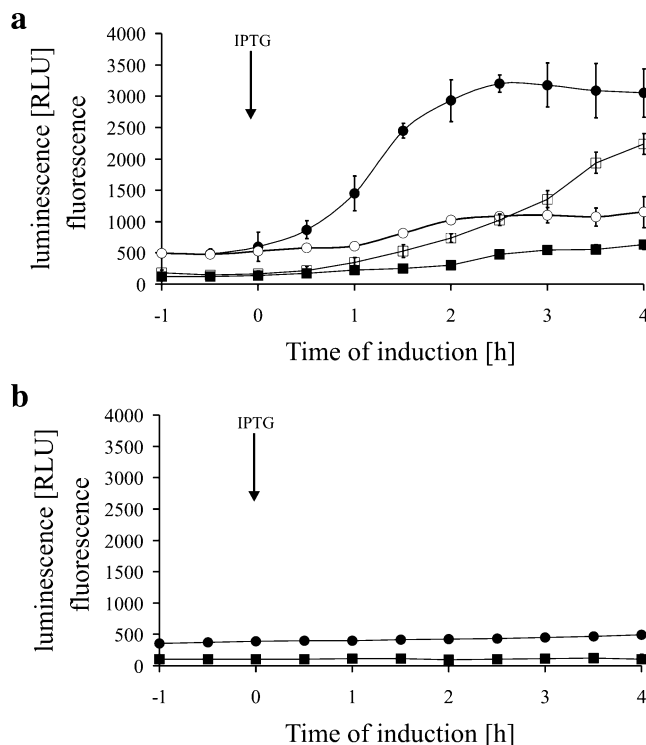 a
IPTG
luminescence [RLU]
fluorescence
4000
3500
3000
2500
2000
1500
1000
500
0
-1 0 1 2 3 4
Time of induction [h]
b
IPTG
luminescence [RLU]
fluorescence
4000
3500
3000
2500
2000
1500
1000
500
0
-1 0 1 2 3 4
Time of induction [h]